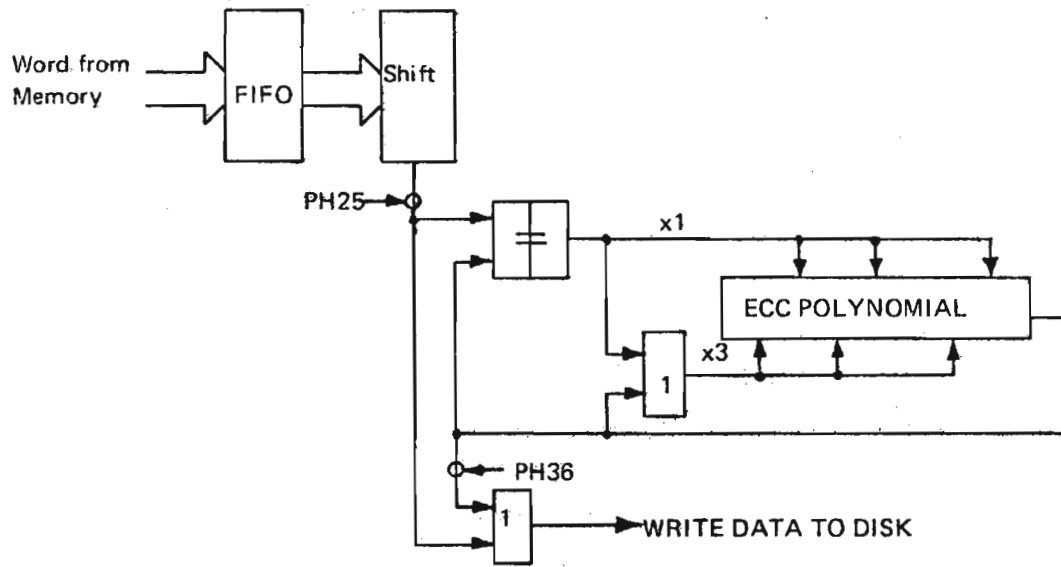 Word from
Memory
FIFO
Shift
PH25
x1
ECC POLYNOMIAL
x3
1
PH36
1
WRITE DATA TO DISK